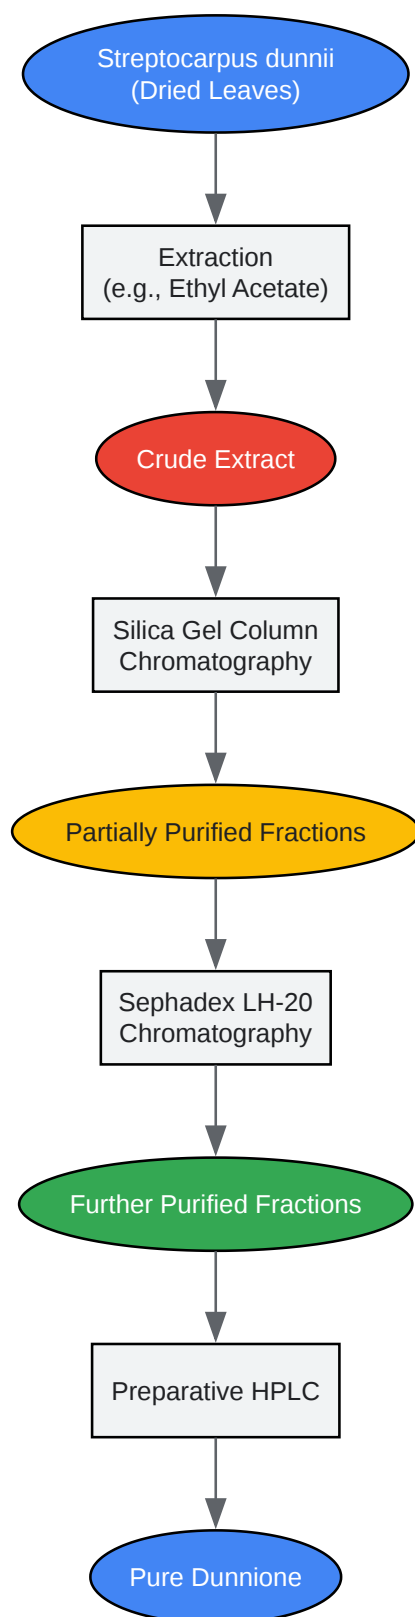 Streptocarpus dunnii
(Dried Leaves)
Extraction
(e.g., Ethyl Acetate)
Crude Extract
Silica Gel Column
Chromatography
Partially Purified Fractions
Sephadex LH-20
Chromatography
Further Purified Fractions
Preparative HPLC
Pure Dunnione